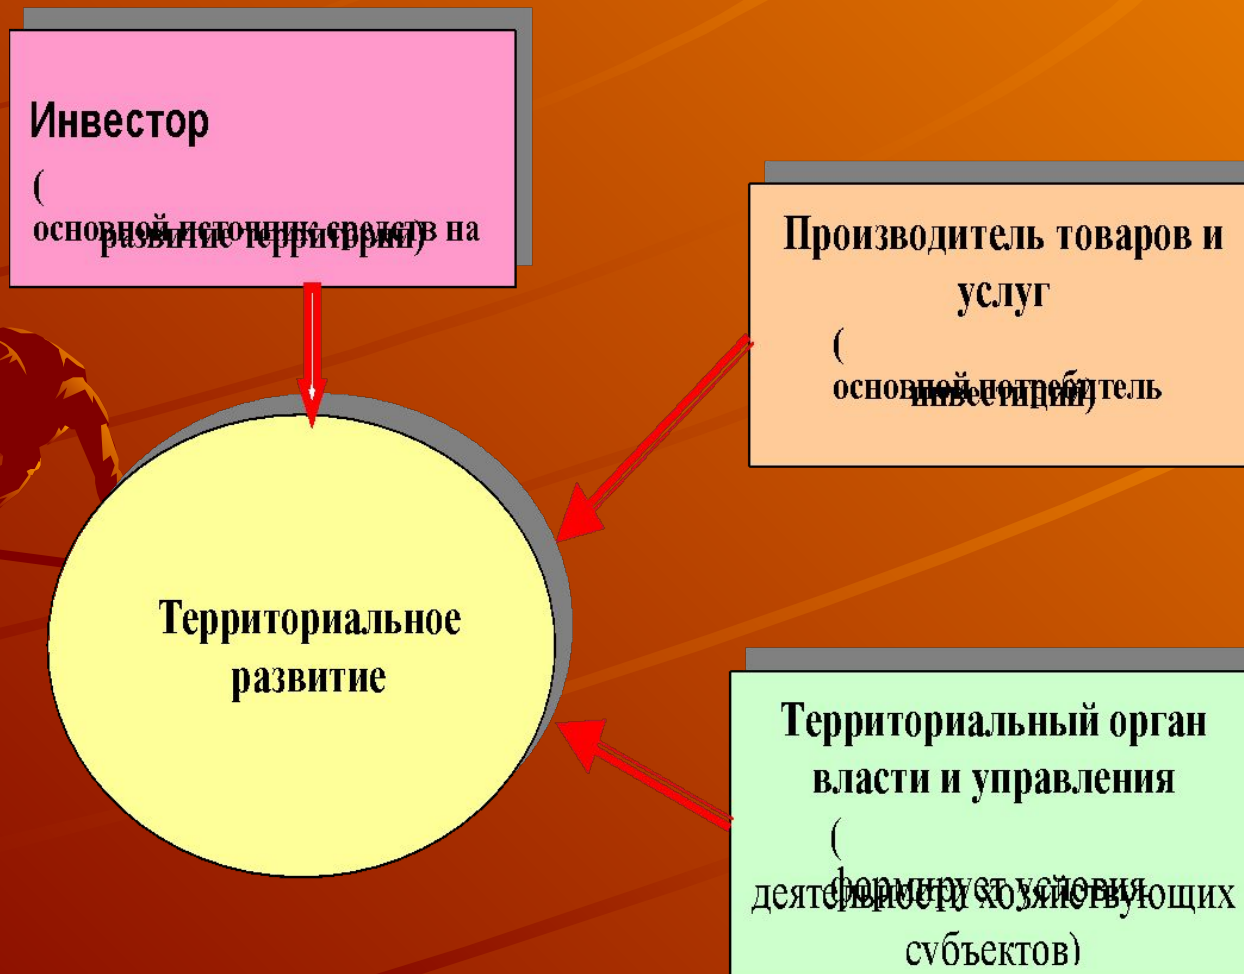 Инвестор
(
основной источник средств на
развитие территории)
Производитель товаров и
услуг
(
основной потребитель
инвестиций)
Территориальное
развитие
Территориальный орган
власти и управления
(
формирует условия
деятельности хозяйствующих
субъектов)